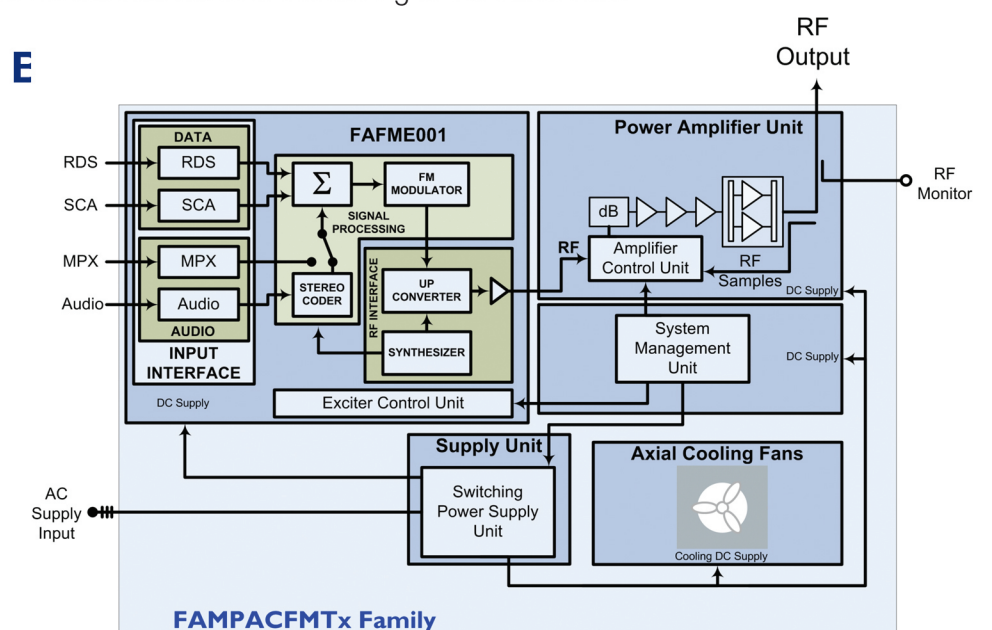 E
RF
Output
FAFME001
Power Amplifier Unit
DATA
RDS
RDS
SCA
SCA
Σ
FM
MODULATOR
SIGNAL
PROCESSING
RF
Monitor
dB
MPX
MPX
Audio
Audio
AUDIO
STEREO
CODER
RF INTERFACE
UP
CONVERTER
SYNTHESIZER
RF
Amplifier
Control Unit
RF
Samples
DC Supply
INPUT
INTERFACE
DC Supply
Exciter Control Unit
System
Management
Unit
DC Supply
Supply Unit
Switching
Power Supply
Unit
Axial Cooling Fans
Cooling DC Supply
AC
Supply
Input
FAMPACFMTx Family